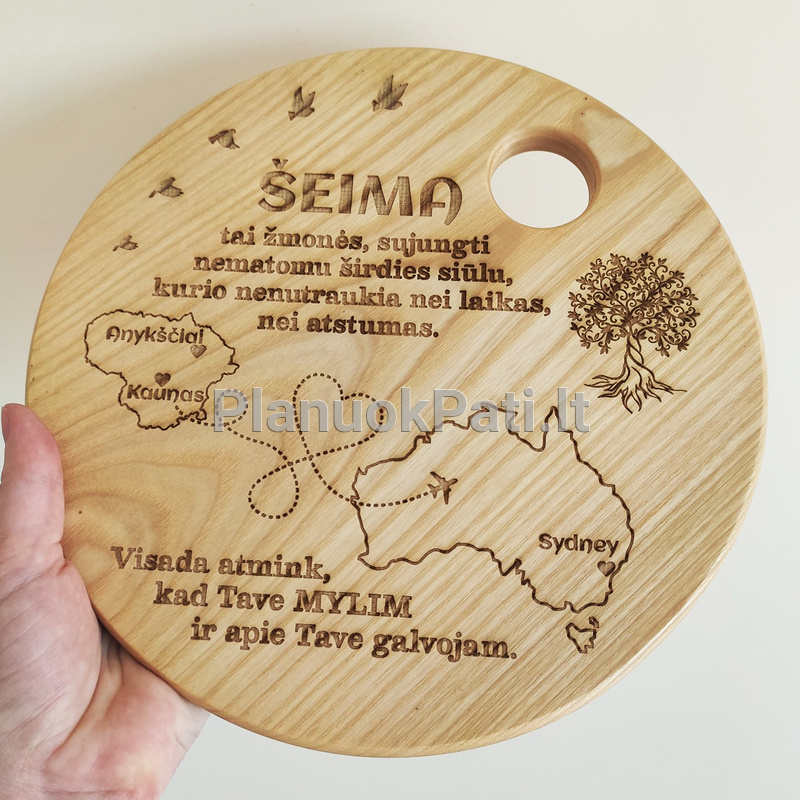 ŠEIMA
tai žmonės, sujungti
nematomu širdies siūlu,
kurio nenutraukia nei laikas,
nei atstumas.
Anykščiai
Kaunas
PlanuokPati.lt
Sydney
Visada atmink,
kad Tave MYLIM
ir apie Tave galvojam.